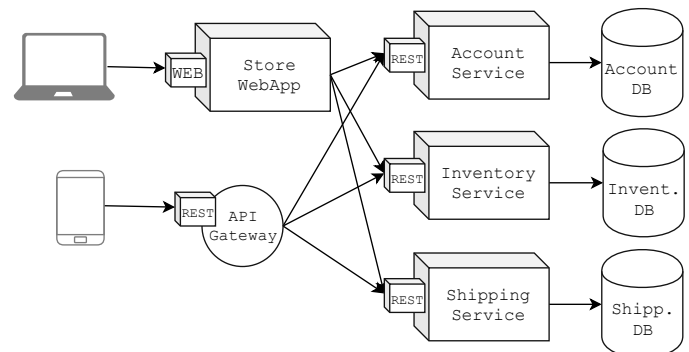 WEB
Store
WebApp
REST
Account
Service
Account
DB
REST
API
Gateway
REST
Inventory
Service
Invent.
DB
REST
Shipping
Service
Shipp.
DB